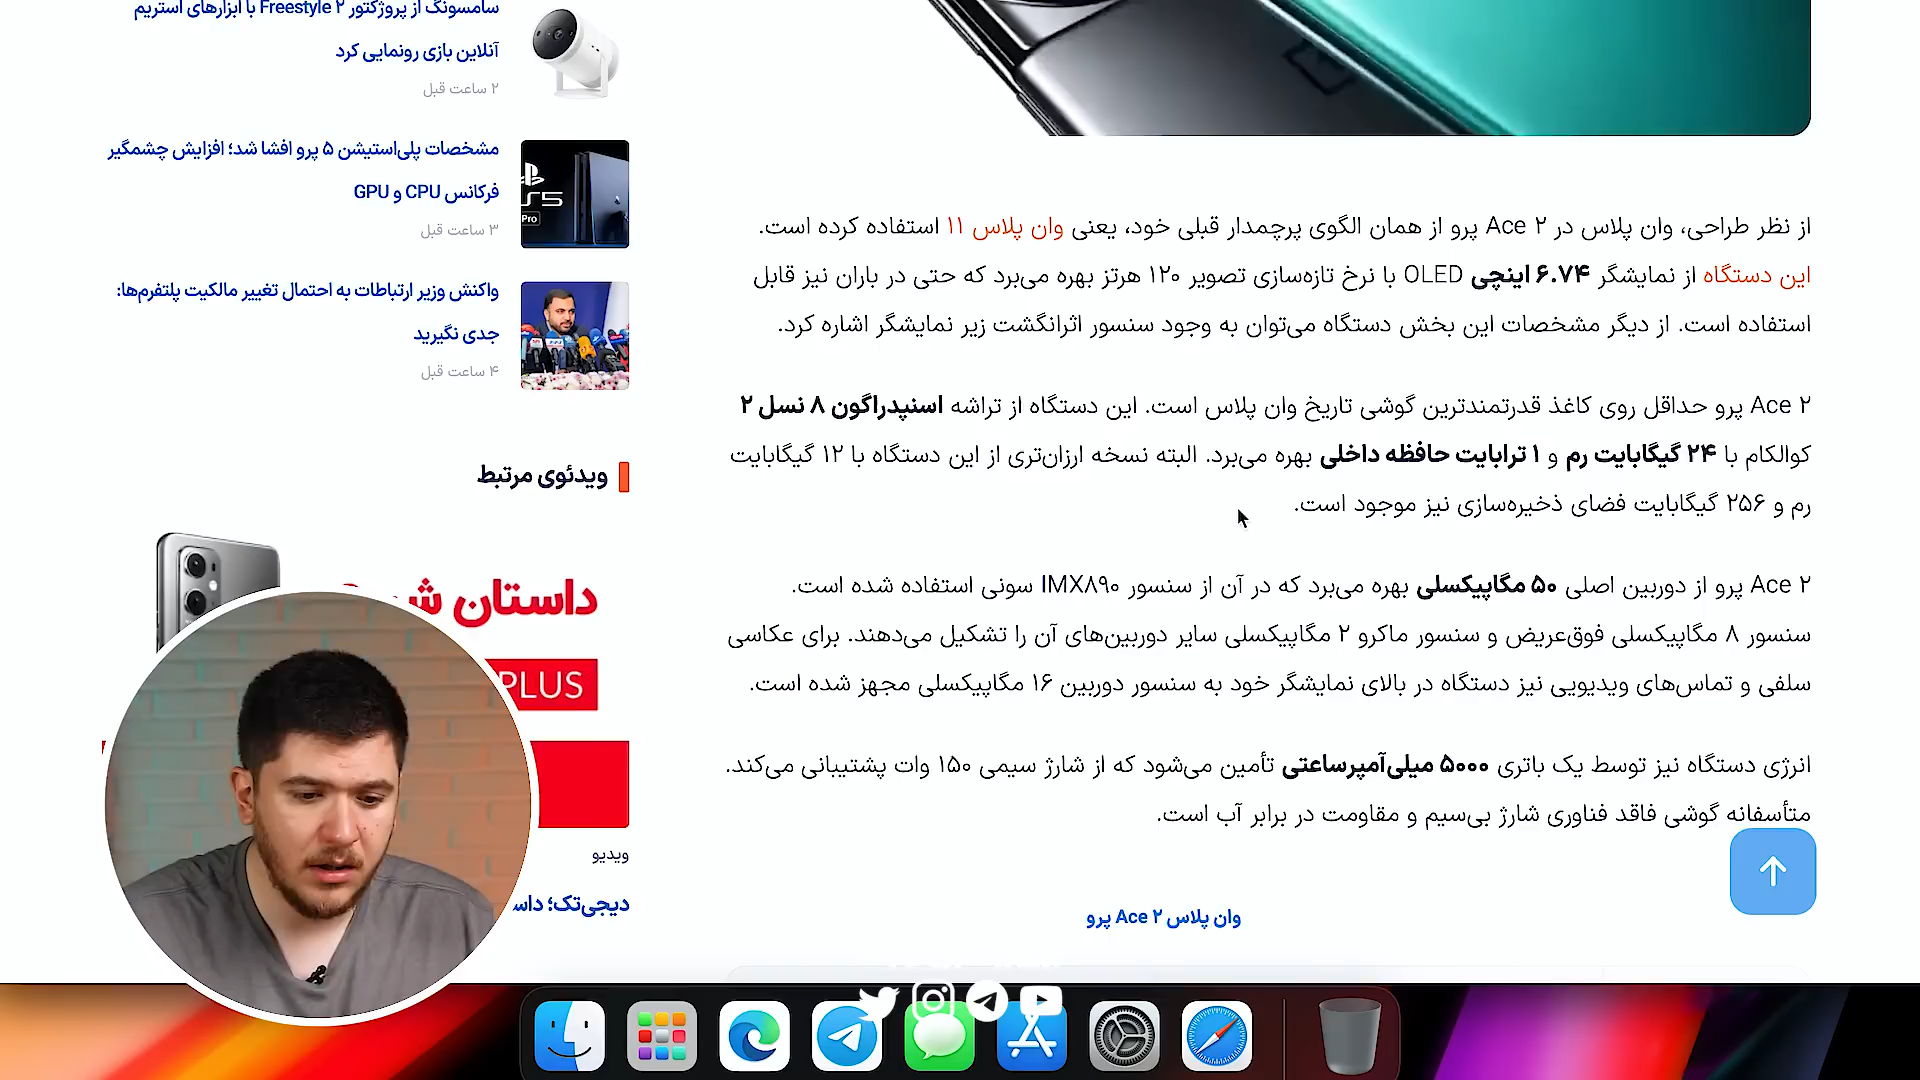 از نظر طراحی، وان پلاس در Ace ۲ پرو از همان الگوی پرچمدار قبلی خود، یعنی وان پلاس ۱۱ استفاده کرده است.
این دستگاه از نمایشگر ۶.۷۴ اینچی OLED با نرخ تازه‌سازی تصویر ۱۲۰ هرتز بهره می‌برد که حتی در باران نیز قابل
استفاده است. از دیگر مشخصات این بخش دستگاه می‌توان به وجود سنسور اثرانگشت زیر نمایشگر اشاره کرد.
Ace ۲ پرو حداقل روی کاغذ قدرتمندترین گوشی تاریخ وان پلاس است. این دستگاه از تراشه اسنپدراگون ۸ نسل ۲
کوالکام با ۲۴ گیگابایت رم و ۱ ترابایت حافظه داخلی بهره می‌برد. البته نسخه ارزان‌تری از این دستگاه با ۱۲ گیگابایت
رم و ۲۵۶ گیگابایت فضای ذخیره‌سازی نیز موجود است.
Ace ۲ پرو از دوربین اصلی ۵۰ مگاپیکسلی بهره می‌برد که در آن از سنسور IMX۸۹۰ سونی استفاده شده است.
سنسور ۸ مگاپیکسلی فوق‌عریض و سنسور ماکرو ۲ مگاپیکسلی سایر دوربین‌های آن را تشکیل می‌دهند. برای عکاسی
سلفی و تماس‌های ویدیویی نیز دستگاه در بالای نمایشگر خود به سنسور دوربین ۱۶ مگاپیکسلی مجهز شده است.
انرژی دستگاه نیز توسط یک باتری ۵۰۰۰ میلی‌آمپرساعتی تأمین می‌شود که از شارژ سیمی ۱۵۰ وات پشتیبانی می‌کند.
متأسفانه گوشی فاقد فناوری شارژ بی‌سیم و مقاومت در برابر آب است.
وان پلاس Ace ۲ پرو
سامسونگ از پروژکتور Freestyle ۲ با ابزارهای استریم
آنلاین بازی رونمایی کرد
۲ ساعت قبل
مشخصات پلی‌استیشن ۵ پرو افشا شد؛ افزایش چشمگیر
فرکانس CPU و GPU
۳ ساعت قبل
Pro
واکنش وزیر ارتباطات به احتمال تغییر مالکیت پلتفرم‌ها:
جدی نگیرید
۴ ساعت قبل
ویدئوی مرتبط
داستان
PLUS
ویدیو
دیجی‌تک؛